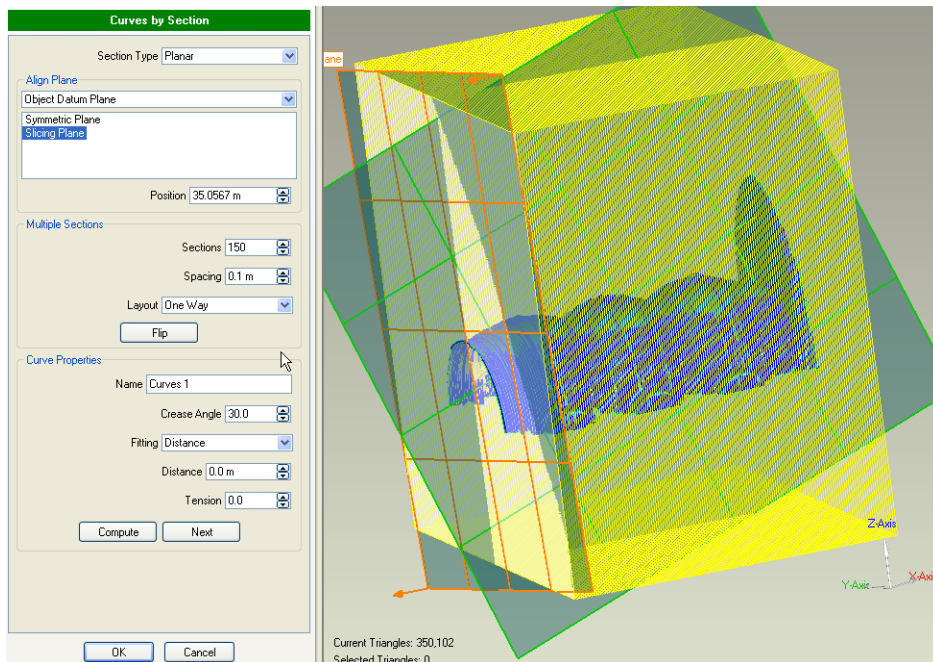 Curves by Section
Section Type Planar
Align Plane
Object Datum Plane
Symmetric Plane
Slicing Plane
Position 35.0567 m
Multiple Sections
Sections 150
Spacing 0.1 m
Layout One Way
Flip
Curve Properties
Name Curves 1
Crease Angle 30.0
Fitting Distance
Distance 0.0 m
Tension 0.0
Compute Next
OK Cancel
ane
Z-Axis
X-Axi
Y-Axis
Current Triangles: 350,102
Selected Triangles: 0